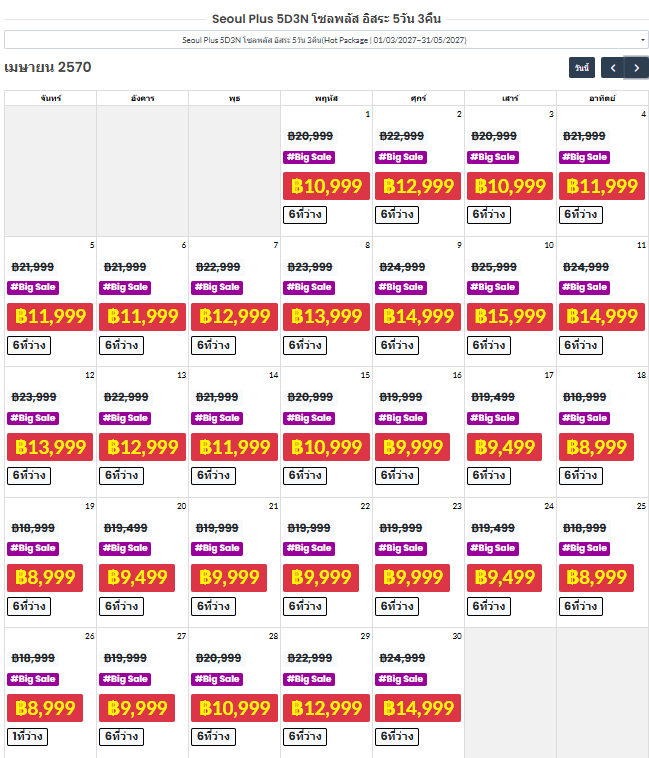 Seoul Plus 5D3N โซลพลัส อิสระ 5วัน 3คืน
Seoul Plus 5D3N โซลพลัส อิสระ 5วัน 3คืน(Hot Package | 01/03/2027-31/05/2027)
เมษายน 2570
วันนี้
จันทร์ อังคาร พุธ พฤหัส ศุกร์ เสาร์ อาทิตย์
1 2 3 4
฿20,999 ฿22,999 ฿20,999 ฿21,999
#Big Sale #Big Sale #Big Sale #Big Sale
฿10,999 ฿12,999 ฿10,999 ฿11,999
6ที่ว่าง 6ที่ว่าง 6ที่ว่าง 6ที่ว่าง
5 6 7 8 9 10 11
฿21,999 ฿21,999 ฿22,999 ฿23,999 ฿24,999 ฿25,999 ฿24,999
#Big Sale #Big Sale #Big Sale #Big Sale #Big Sale #Big Sale #Big Sale
฿11,999 ฿11,999 ฿12,999 ฿13,999 ฿14,999 ฿15,999 ฿14,999
6ที่ว่าง 6ที่ว่าง 6ที่ว่าง 6ที่ว่าง 6ที่ว่าง 6ที่ว่าง 6ที่ว่าง
12 13 14 15 16 17 18
฿23,999 ฿22,999 ฿21,999 ฿20,999 ฿19,999 ฿19,499 ฿18,999
#Big Sale #Big Sale #Big Sale #Big Sale #Big Sale #Big Sale #Big Sale
฿13,999 ฿12,999 ฿11,999 ฿10,999 ฿9,999 ฿9,499 ฿8,999
6ที่ว่าง 6ที่ว่าง 6ที่ว่าง 6ที่ว่าง 6ที่ว่าง 6ที่ว่าง 6ที่ว่าง
19 20 21 22 23 24 25
฿18,999 ฿19,499 ฿19,999 ฿19,999 ฿19,999 ฿19,499 ฿18,999
#Big Sale #Big Sale #Big Sale #Big Sale #Big Sale #Big Sale #Big Sale
฿8,999 ฿9,499 ฿9,999 ฿9,999 ฿9,999 ฿9,499 ฿8,999
6ที่ว่าง 6ที่ว่าง 6ที่ว่าง 6ที่ว่าง 6ที่ว่าง 6ที่ว่าง 6ที่ว่าง
26 27 28 29 30
฿18,999 ฿19,999 ฿20,999 ฿22,999 ฿24,999
#Big Sale #Big Sale #Big Sale #Big Sale #Big Sale
฿8,999 ฿9,999 ฿10,999 ฿12,999 ฿14,999
1ที่ว่าง 6ที่ว่าง 6ที่ว่าง 6ที่ว่าง 6ที่ว่าง